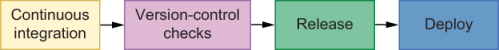 Continuous
integration
Version-control
checks
Release
Deploy